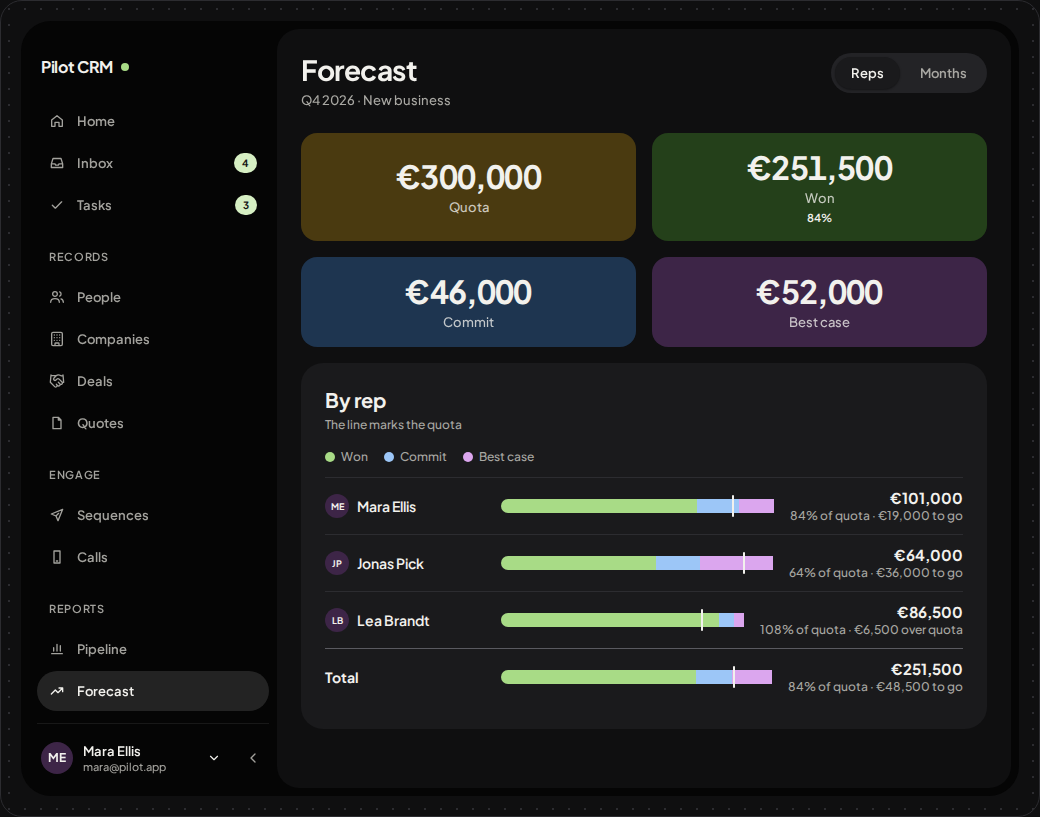 Pilot CRM
Home
Inbox 4
Tasks 3
RECORDS
People
Companies
Deals
Quotes
ENGAGE
Sequences
Calls
REPORTS
Pipeline
Forecast
ME Mara Ellis
mara@pilot.app
Forecast
Q4 2026 · New business
Reps Months
€300,000
Quota
€251,500
Won
84%
€46,000
Commit
€52,000
Best case
By rep
The line marks the quota
Won Commit Best case
ME Mara Ellis €101,000
84% of quota · €19,000 to go
JP Jonas Pick €64,000
64% of quota · €36,000 to go
LB Lea Brandt €86,500
108% of quota · €6,500 over quota
Total €251,500
84% of quota · €48,500 to go